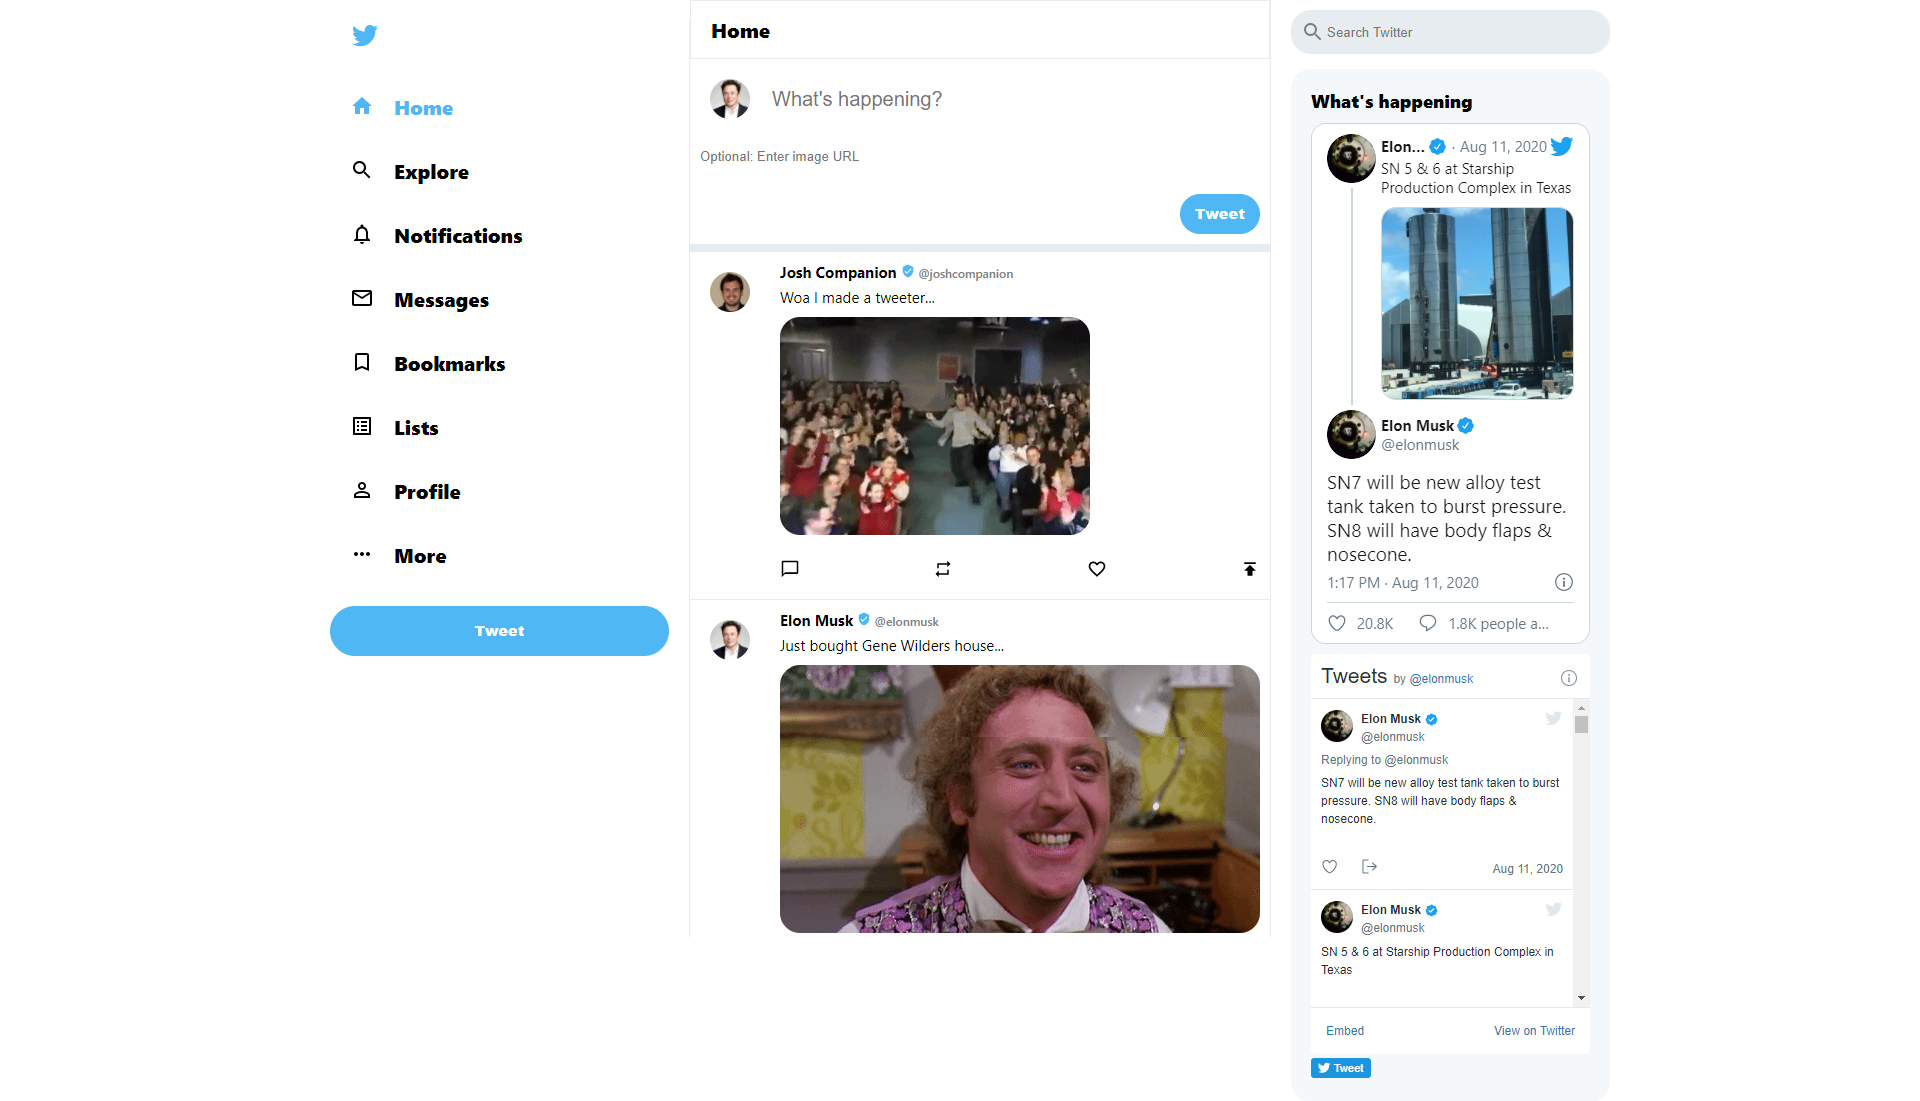 Home
Explore
Notifications
Messages
Bookmarks
Lists
Profile
More
Tweet
Home
What's happening?
Optional: Enter image URL
Tweet
Josh Companion @joshcompanion
Woa I made a tweeter...
Elon Musk @elonmusk
Just bought Gene Wilders house...
Search Twitter
What's happening
Elon... · Aug 11, 2020
SN 5 & 6 at Starship
Production Complex in Texas
Elon Musk
@elonmusk
SN7 will be new alloy test
tank taken to burst pressure.
SN8 will have body flaps &
nosecone.
1:17 PM · Aug 11, 2020
20.8K 1.8K people a...
Tweets by @elonmusk
Elon Musk
@elonmusk
Replying to @elonmusk
SN7 will be new alloy test tank taken to burst
pressure. SN8 will have body flaps &
nosecone.
Aug 11, 2020
Elon Musk
@elonmusk
SN 5 & 6 at Starship Production Complex in
Texas
Embed View on Twitter
Tweet